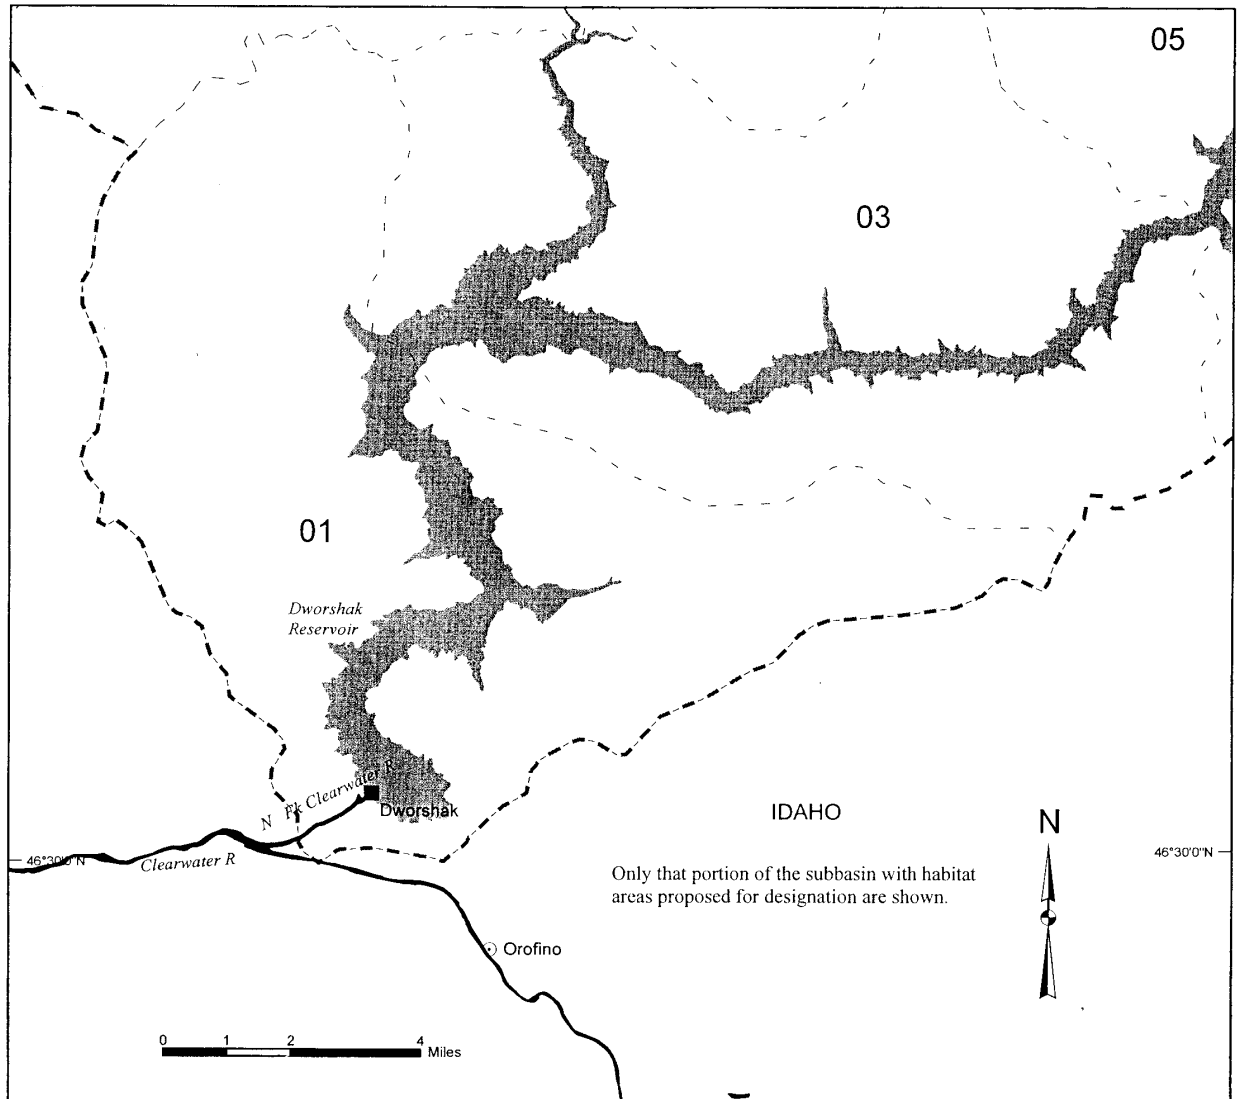 05
03
01
Dworshak
Reservoir
N Fk Clearwater R
Dworshak
IDAHO
N
46°30'0"N
Clearwater R
46°30'0"N
Only that portion of the subbasin with habitat
areas proposed for designation are shown.
Orofino
0 1 2 4
Miles